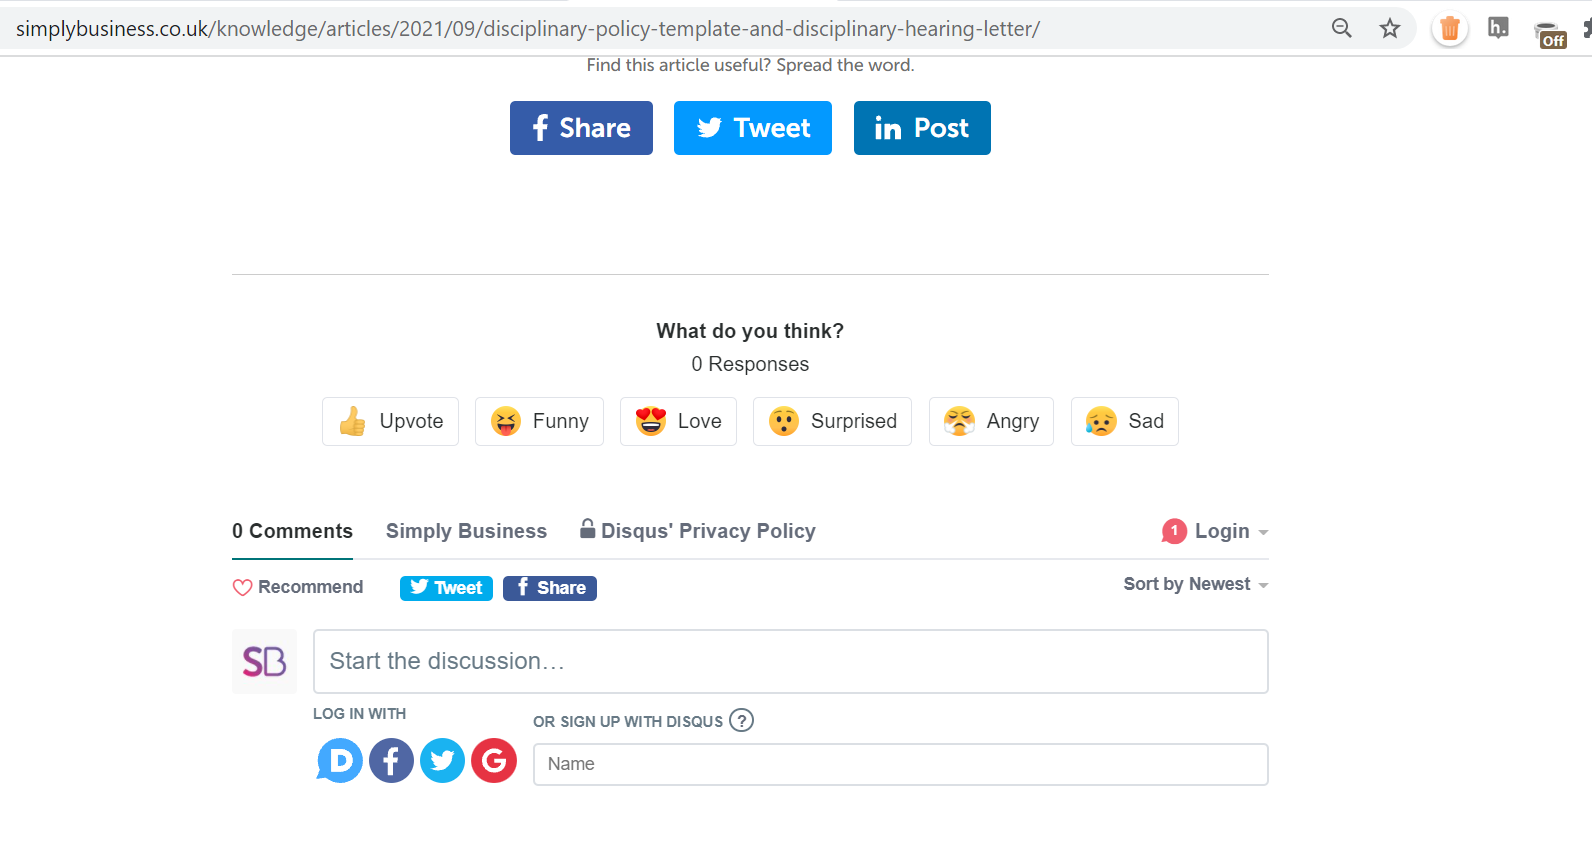 simplybusiness.co.uk/knowledge/articles/2021/09/disciplinary-policy-template-and-disciplinary-hearing-letter/
h.
Off
Find this article useful? Spread the word.
f Share Tweet in Post
What do you think?
0 Responses
Upvote Funny Love Surprised Angry Sad
0 Comments Simply Business Disqus' Privacy Policy 1 Login
Recommend Tweet f Share Sort by Newest
SB Start the discussion…
LOG IN WITH
OR SIGN UP WITH DISQUS ?
D f G Name